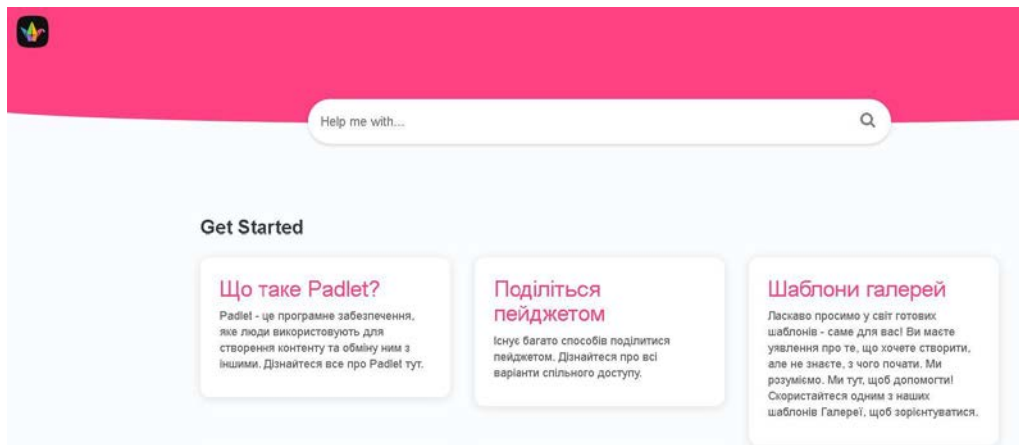 Help me with...
Get Started
Що таке Padlet?
Padlet - це програмне забезпечення,
яке люди використовують для
створення контенту та обміну ним з
іншими. Дізнайтеся все про Padlet тут.
Поділіться
пейджетом
Існує багато способів поділитися
пейджетом. Дізнайтеся про всі
варіанти спільного доступу.
Шаблони галерей
Ласкаво просимо у світ готових
шаблонів - саме для вас! Ви маєте
уявлення про те, що хочете створити,
але не знаєте, з чого почати. Ми
розуміємо. Ми тут, щоб допомогти!
Скористайтеся одним з наших
шаблонів Галереї, щоб зорієнтуватися.